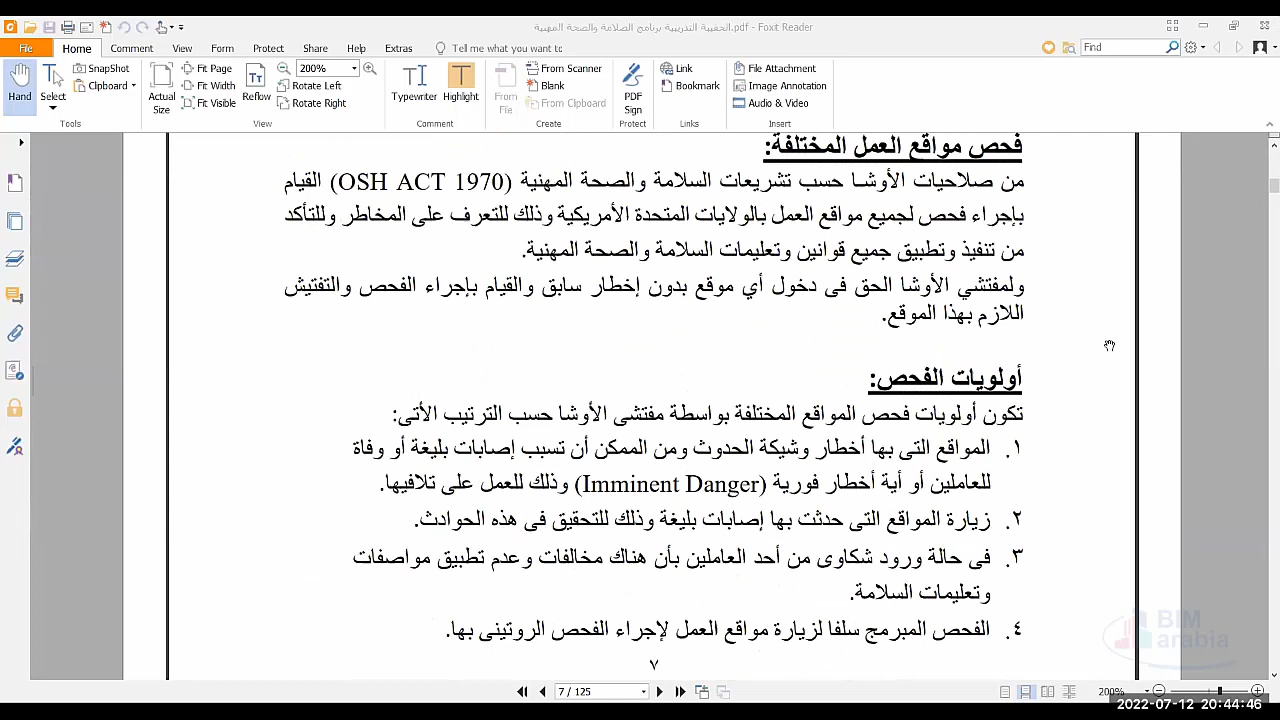 الحقيبة التدريبية برنامج الصلامة والصحة المهنية.pdf - Foxit Reader
File Home Comment View Form Protect Share Help Extras Tell me what you want to Find
Hand Select SnapShot Clipboard Actual Size Fit Page Fit Width Fit Visible Reflow 200% Rotate Left Rotate Right Typewriter Highlight From File From Scanner Blank From Clipboard PDF Sign Link Bookmark File Attachment Image Annotation Audio & Video
Tools View Comment Create Protect Links Insert
فحص مواقع العمل المختلفة:
من صلاحيات الأوشا حسب تشريعات السلامة والصحة المهنية (OSH ACT 1970) القيام
بإجراء فحص لجميع مواقع العمل بالولايات المتحدة الأمريكية وذلك للتعرف على المخاطر وللتأكد
من تنفيذ وتطبيق جميع قوانين وتعليمات السلامة والصحة المهنية.
ولمفتشي الأوشا الحق فى دخول أي موقع بدون إخطار سابق والقيام بإجراء الفحص والتفتيش
اللازم بهذا الموقع.
أولويات الفحص:
تكون أولويات فحص المواقع المختلفة بواسطة مفتشى الأوشا حسب الترتيب الأتى:
١. المواقع التى بها أخطار وشيكة الحدوث ومن الممكن أن تسبب إصابات بليغة أو وفاة
للعاملين أو أية أخطار فورية (Imminent Danger) وذلك للعمل على تلافيها.
٢. زيارة المواقع التى حدثت بها إصابات بليغة وذلك للتحقيق فى هذه الحوادث.
٣. فى حالة ورود شكاوى من أحد العاملين بأن هناك مخالفات وعدم تطبيق مواصفات
وتعليمات السلامة.
٤. الفحص المبرمج سلفا لزيارة مواقع العمل لإجراء الفحص الروتينى بها.
BIM
arabia
٧
7 / 125 200%
2022-07-12 20:44:46